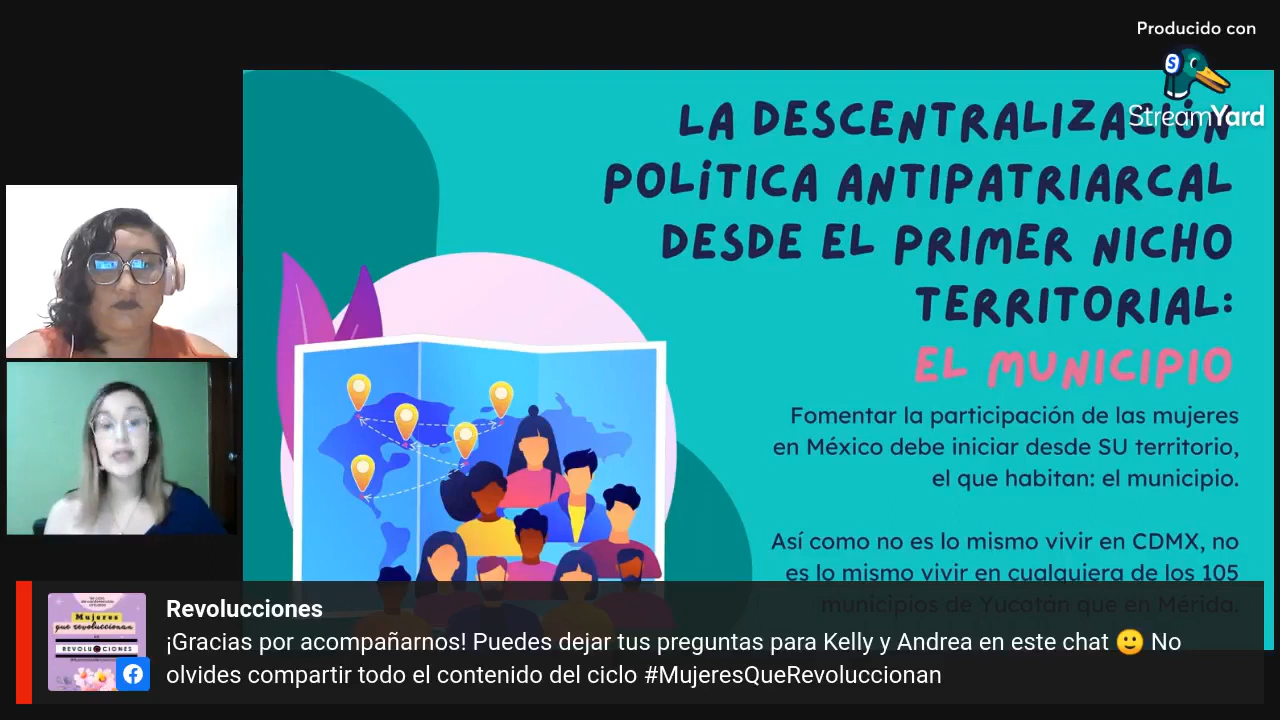 Producido con
StreamYard
LA DESCENTRALIZACIÓN
POLÍTICA ANTIPATRIARCAL
DESDE EL PRIMER NICHO
TERRITORIAL:
EL MUNICIPIO
Fomentar la participación de las mujeres
en México debe iniciar desde SU territorio,
el que habitan: el municipio.
Así como no es lo mismo vivir en CDMX, no
es lo mismo vivir en cualquiera de los 105
municipios de Yucatán que en Mérida.
Mujeres
que revolucionan
REVOLUCIONES
Revolucciones
¡Gracias por acompañarnos! Puedes dejar tus preguntas para Kelly y Andrea en este chat 🙂 No
olvides compartir todo el contenido del ciclo #MujeresQueRevoluccionan